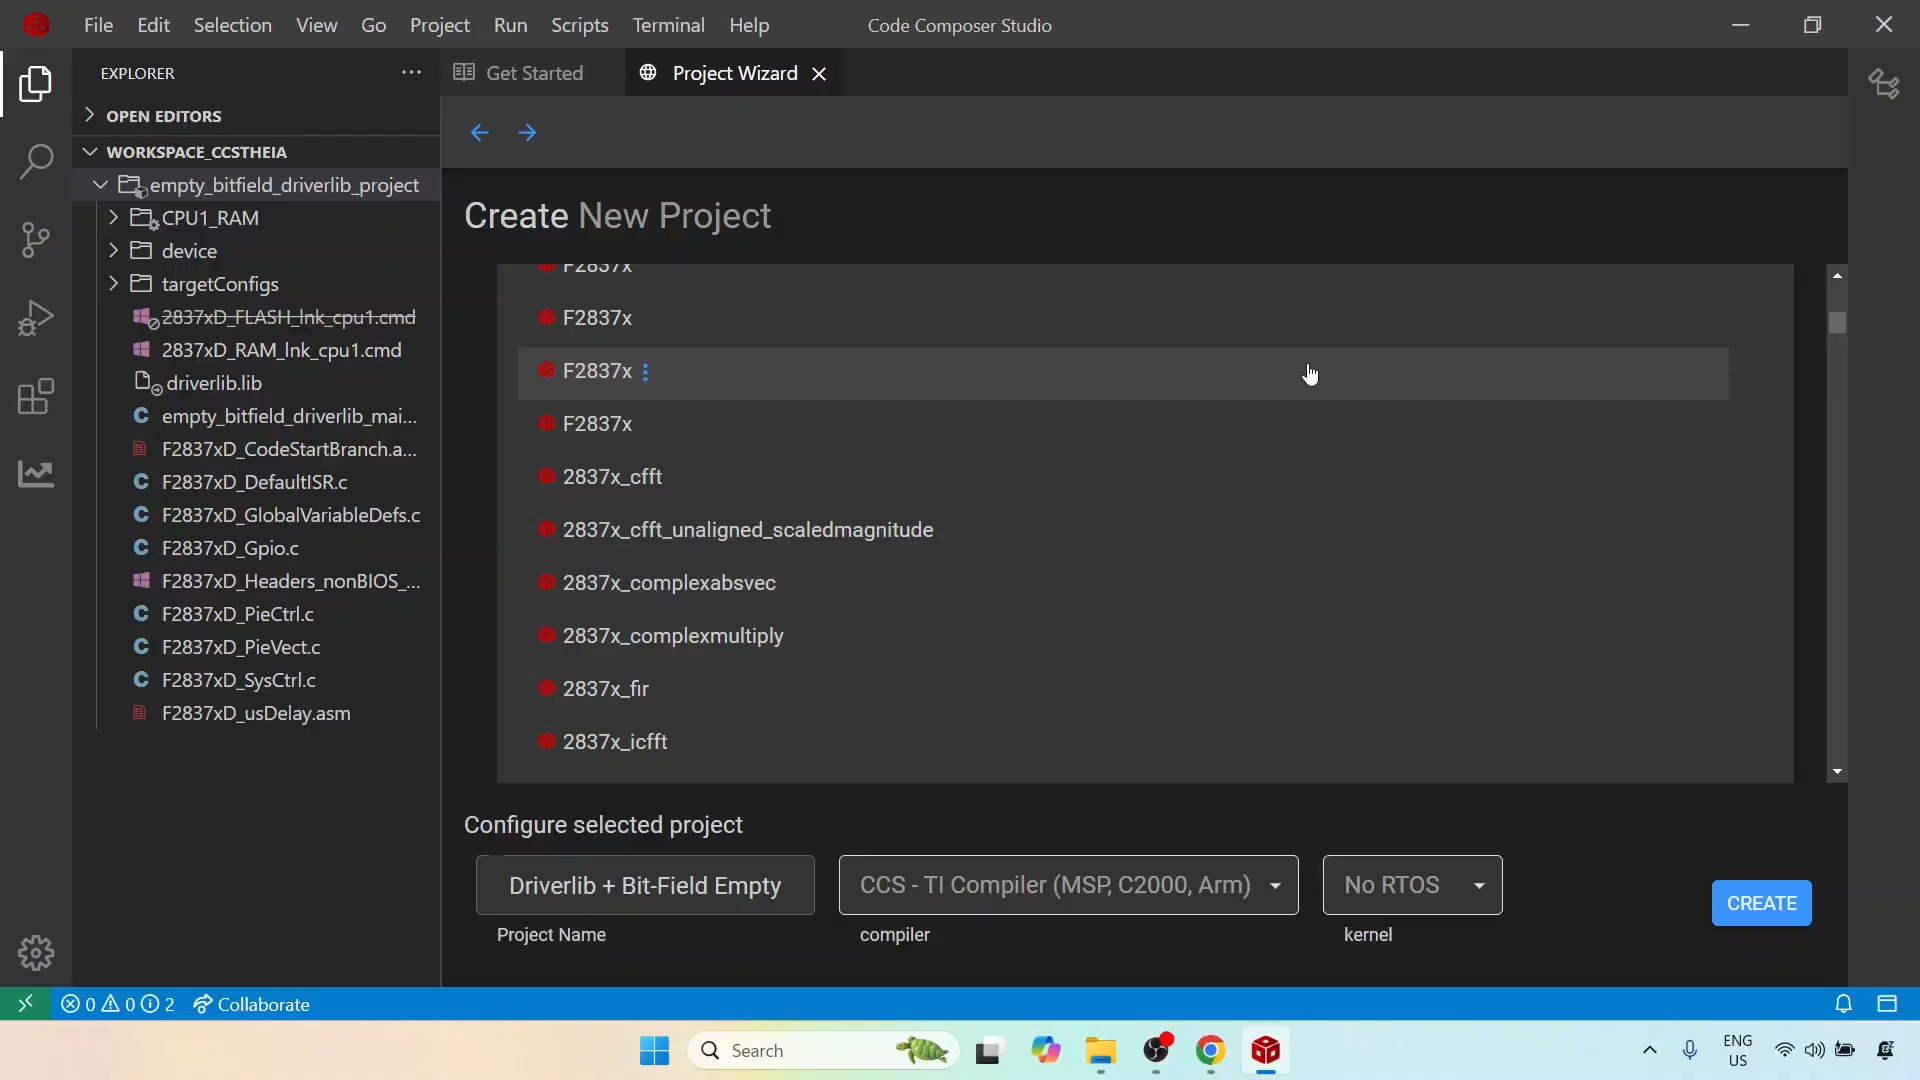 File Edit Selection View Go Project Run Scripts Terminal Help
Code Composer Studio
EXPLORER
Get Started
Project Wizard
OPEN EDITORS
WORKSPACE_CCSTHEIA
empty_bitfield_driverlib_project
CPU1_RAM
device
targetConfigs
2837xD_FLASH_lnk_cpu1.cmd
2837xD_RAM_lnk_cpu1.cmd
driverlib.lib
empty_bitfield_driverlib_mai...
F2837xD_CodeStartBranch.a...
F2837xD_DefaultISR.c
F2837xD_GlobalVariableDefs.c
F2837xD_Gpio.c
F2837xD_Headers_nonBIOS_...
F2837xD_PieCtrl.c
F2837xD_PieVect.c
F2837xD_SysCtrl.c
F2837xD_usDelay.asm
Create New Project
F2837x
F2837x
F2837x
F2837x
2837x_cfft
2837x_cfft_unaligned_scaledmagnitude
2837x_complexabsvec
2837x_complexmultiply
2837x_fir
2837x_icfft
Configure selected project
Driverlib + Bit-Field Empty
CCS - TI Compiler (MSP, C2000, Arm)
No RTOS
CREATE
Project Name
compiler
kernel
0 0 2 Collaborate
Search
ENG
US